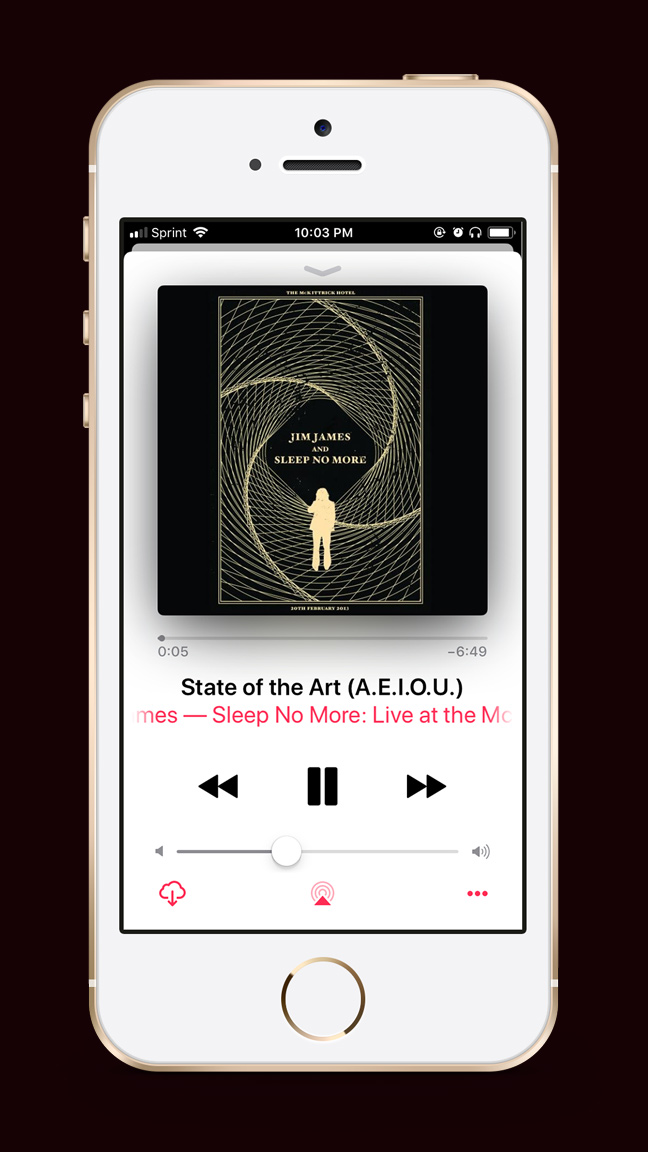 Sprint 10:03 PM
THE McKITTRICK HOTEL
JIM JAMES
AND
SLEEP NO MORE
20TH FEBRUARY 2013
0:05 −6:49
State of the Art (A.E.I.O.U.)
mes — Sleep No More: Live at the Mc